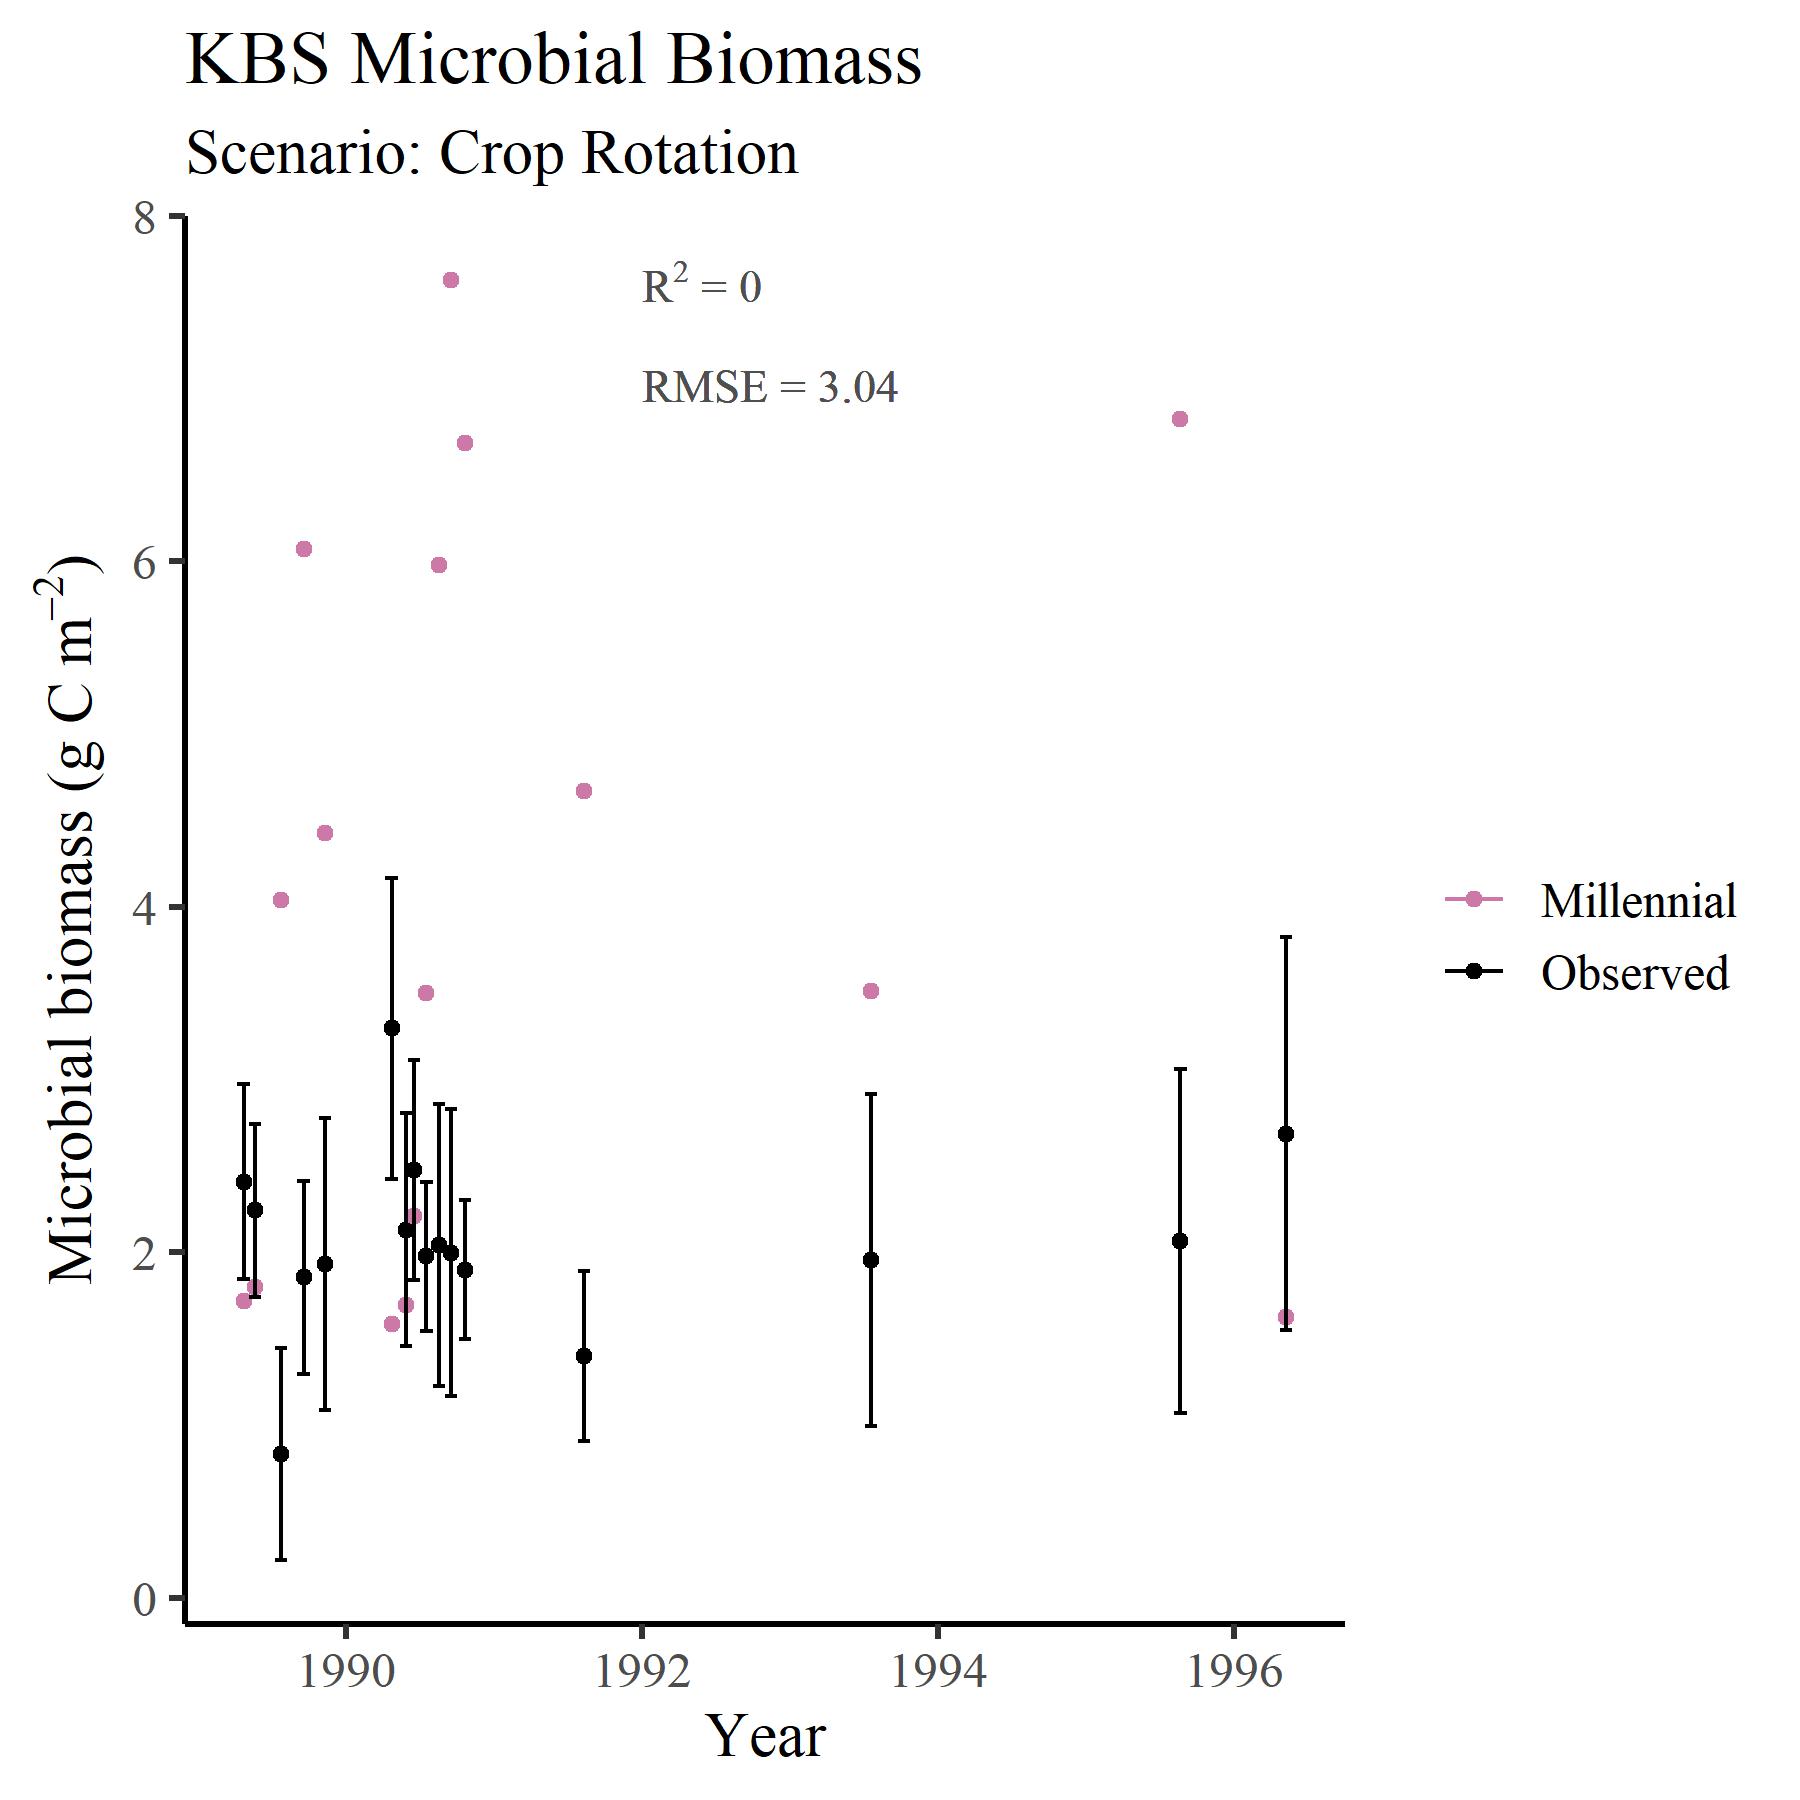 KBS Microbial Biomass
Scenario: Crop Rotation
Microbial biomass (g C m⁻²)
8
6
4
2
0
R² = 0
RMSE = 3.04
Millennial
Observed
1990 1992 1994 1996
Year